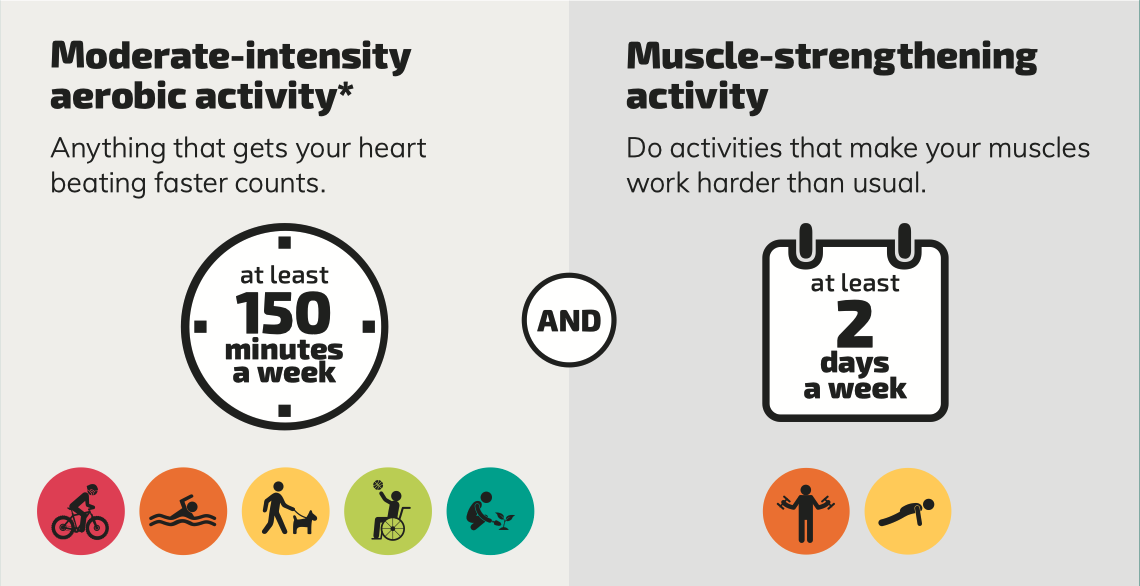 Moderate-intensity
aerobic activity*
Anything that gets your heart
beating faster counts.
at least
150
minutes
a week
AND
Muscle-strengthening
activity
Do activities that make your muscles
work harder than usual.
at least
2
days
a week